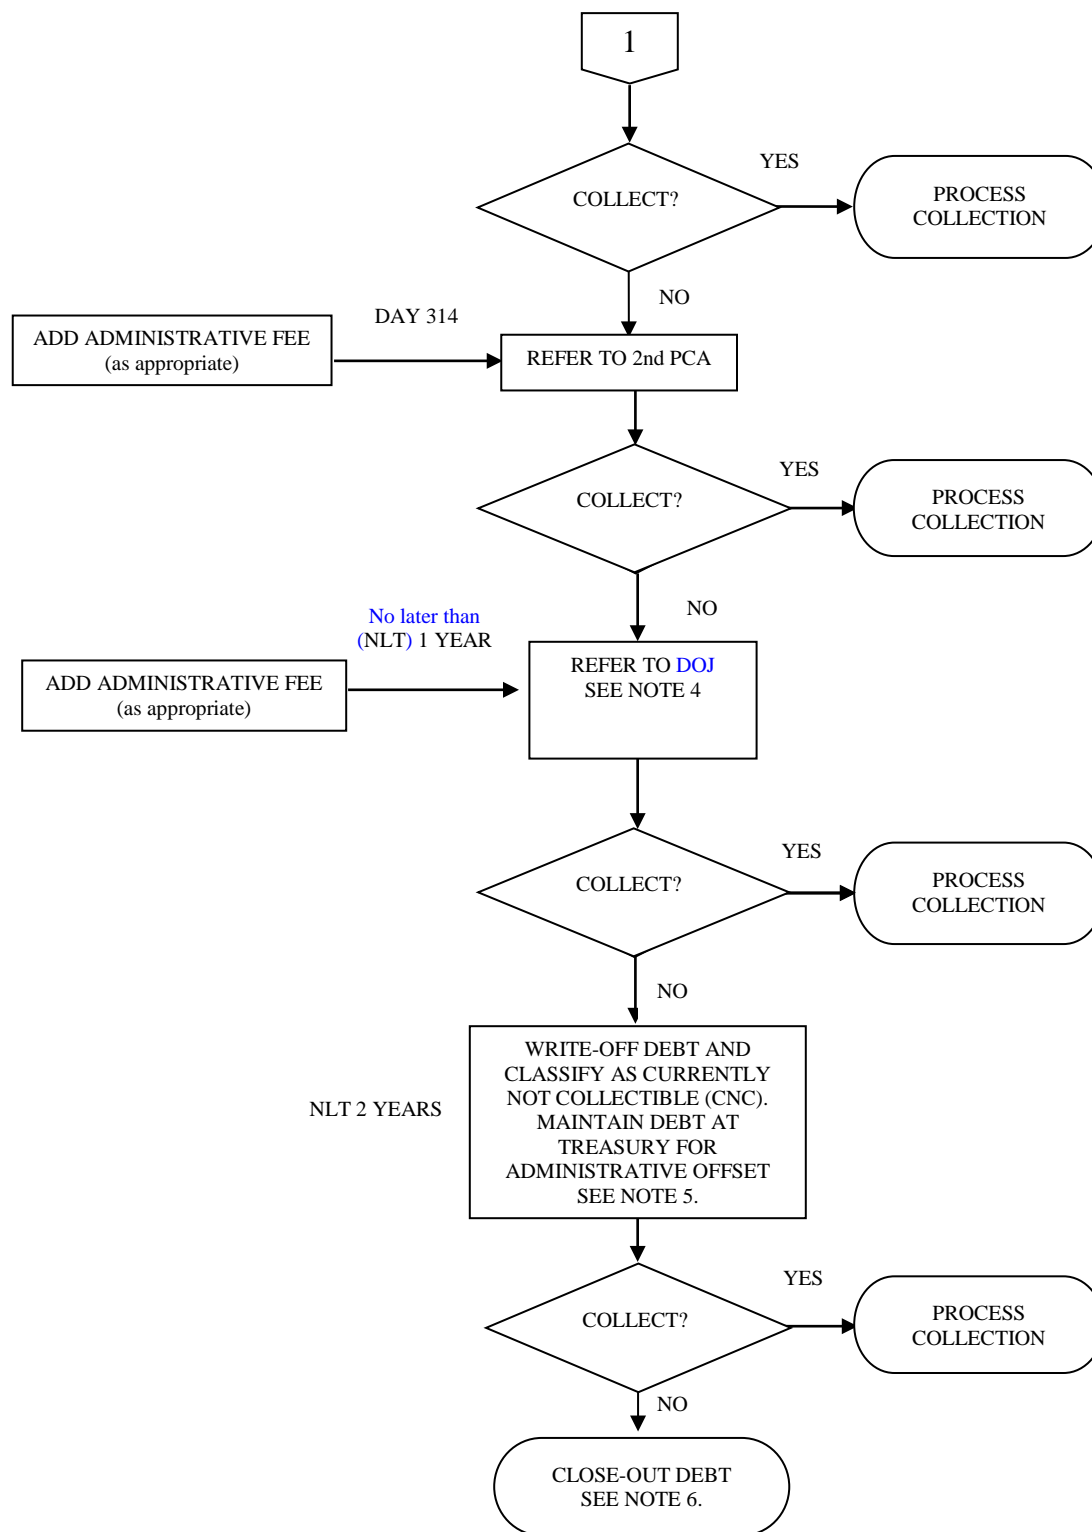 1
YES
COLLECT?
PROCESS
COLLECTION
NO
DAY 314
ADD ADMINISTRATIVE FEE
(as appropriate)
REFER TO 2nd PCA
YES
COLLECT?
PROCESS
COLLECTION
NO
No later than
(NLT) 1 YEAR
ADD ADMINISTRATIVE FEE
(as appropriate)
REFER TO DOJ
SEE NOTE 4
YES
COLLECT?
PROCESS
COLLECTION
NO
NLT 2 YEARS
WRITE-OFF DEBT AND
CLASSIFY AS CURRENTLY
NOT COLLECTIBLE (CNC).
MAINTAIN DEBT AT
TREASURY FOR
ADMINISTRATIVE OFFSET
SEE NOTE 5.
YES
COLLECT?
PROCESS
COLLECTION
NO
CLOSE-OUT DEBT
SEE NOTE 6.